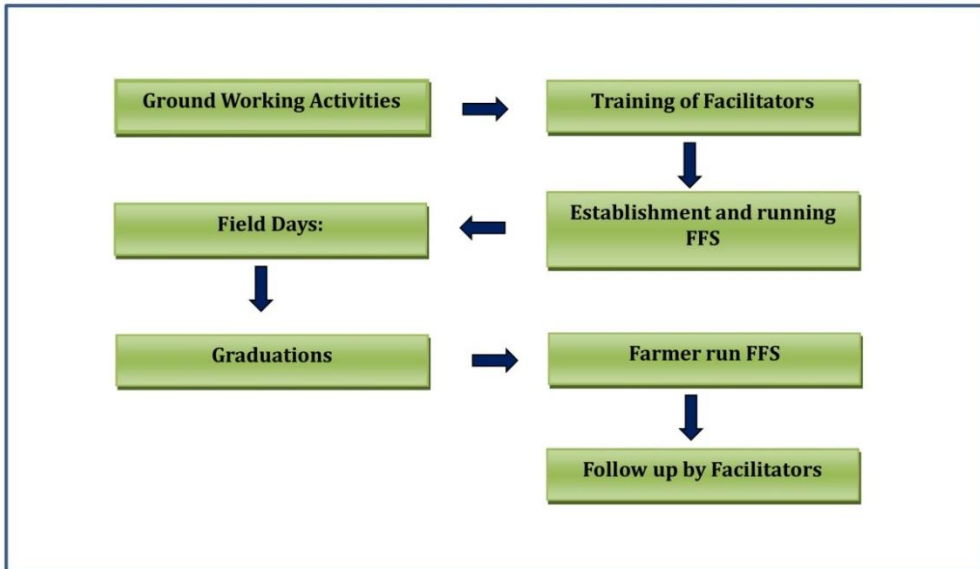 Ground Working Activities
Training of Facilitators
Establishment and running
FFS
Field Days:
Graduations
Farmer run FFS
Follow up by Facilitators